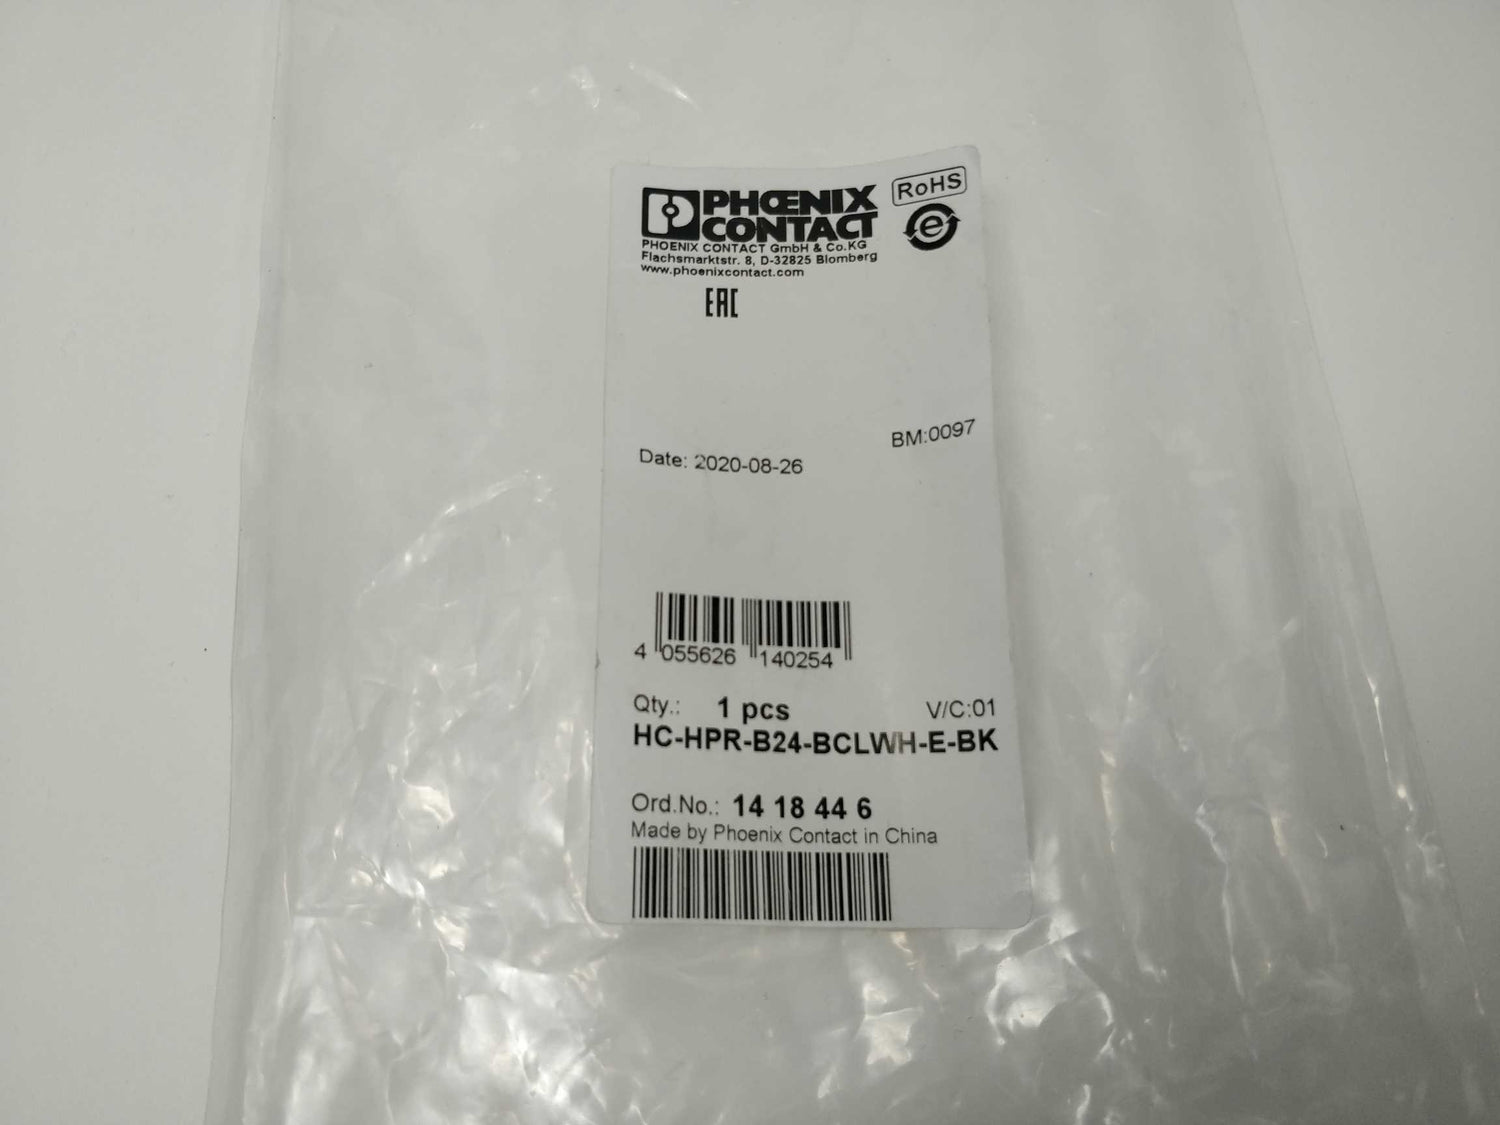 PHŒNIX
CONTACT
RoHS
e
PHOENIX CONTACT GmbH & Co.KG
Flachsmarktstr. 8, D-32825 Blomberg
www.phoenixcontact.com
EAC
BM:0097
Date: 2020-08-26
4 055626 140254
Qty.: 1 pcs V/C:01
HC-HPR-B24-BCLWH-E-BK
Ord.No.: 14 18 44 6
Made by Phoenix Contact in China